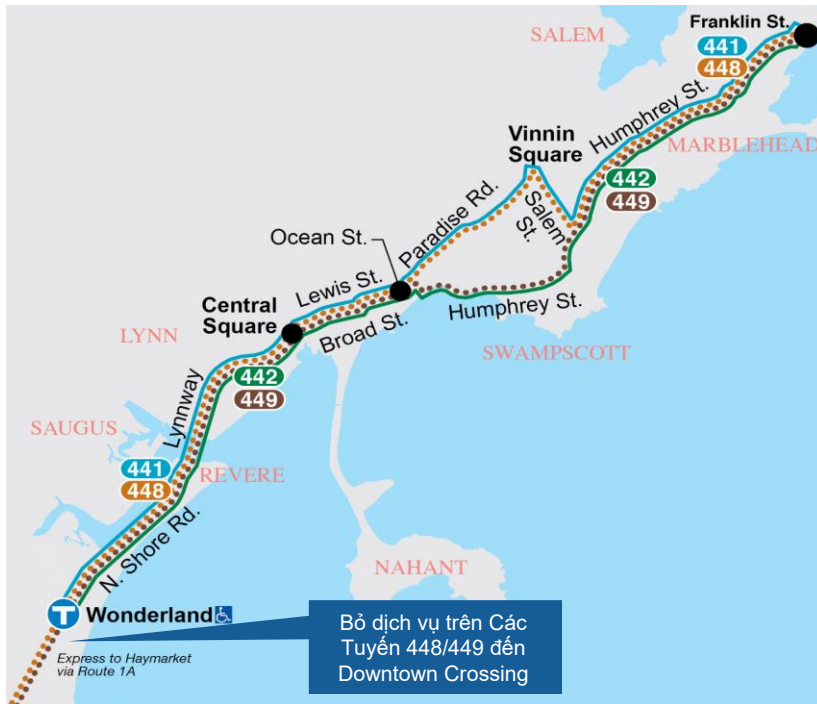 SALEM
Franklin St.
441
448
Humphrey St.
MARBLEHEAD
Vinnin
Square
442
449
Paradise Rd.
Salem
St.
Ocean St.
Lewis St.
Central
Square
Broad St.
Humphrey St.
LYNN
SWAMPSCOTT
442
449
Lynnway
SAUGUS
REVERE
441
448
N. Shore Rd.
NAHANT
T Wonderland
Express to Haymarket
via Route 1A
Bỏ dịch vụ trên Các
Tuyến 448/449 đến
Downtown Crossing